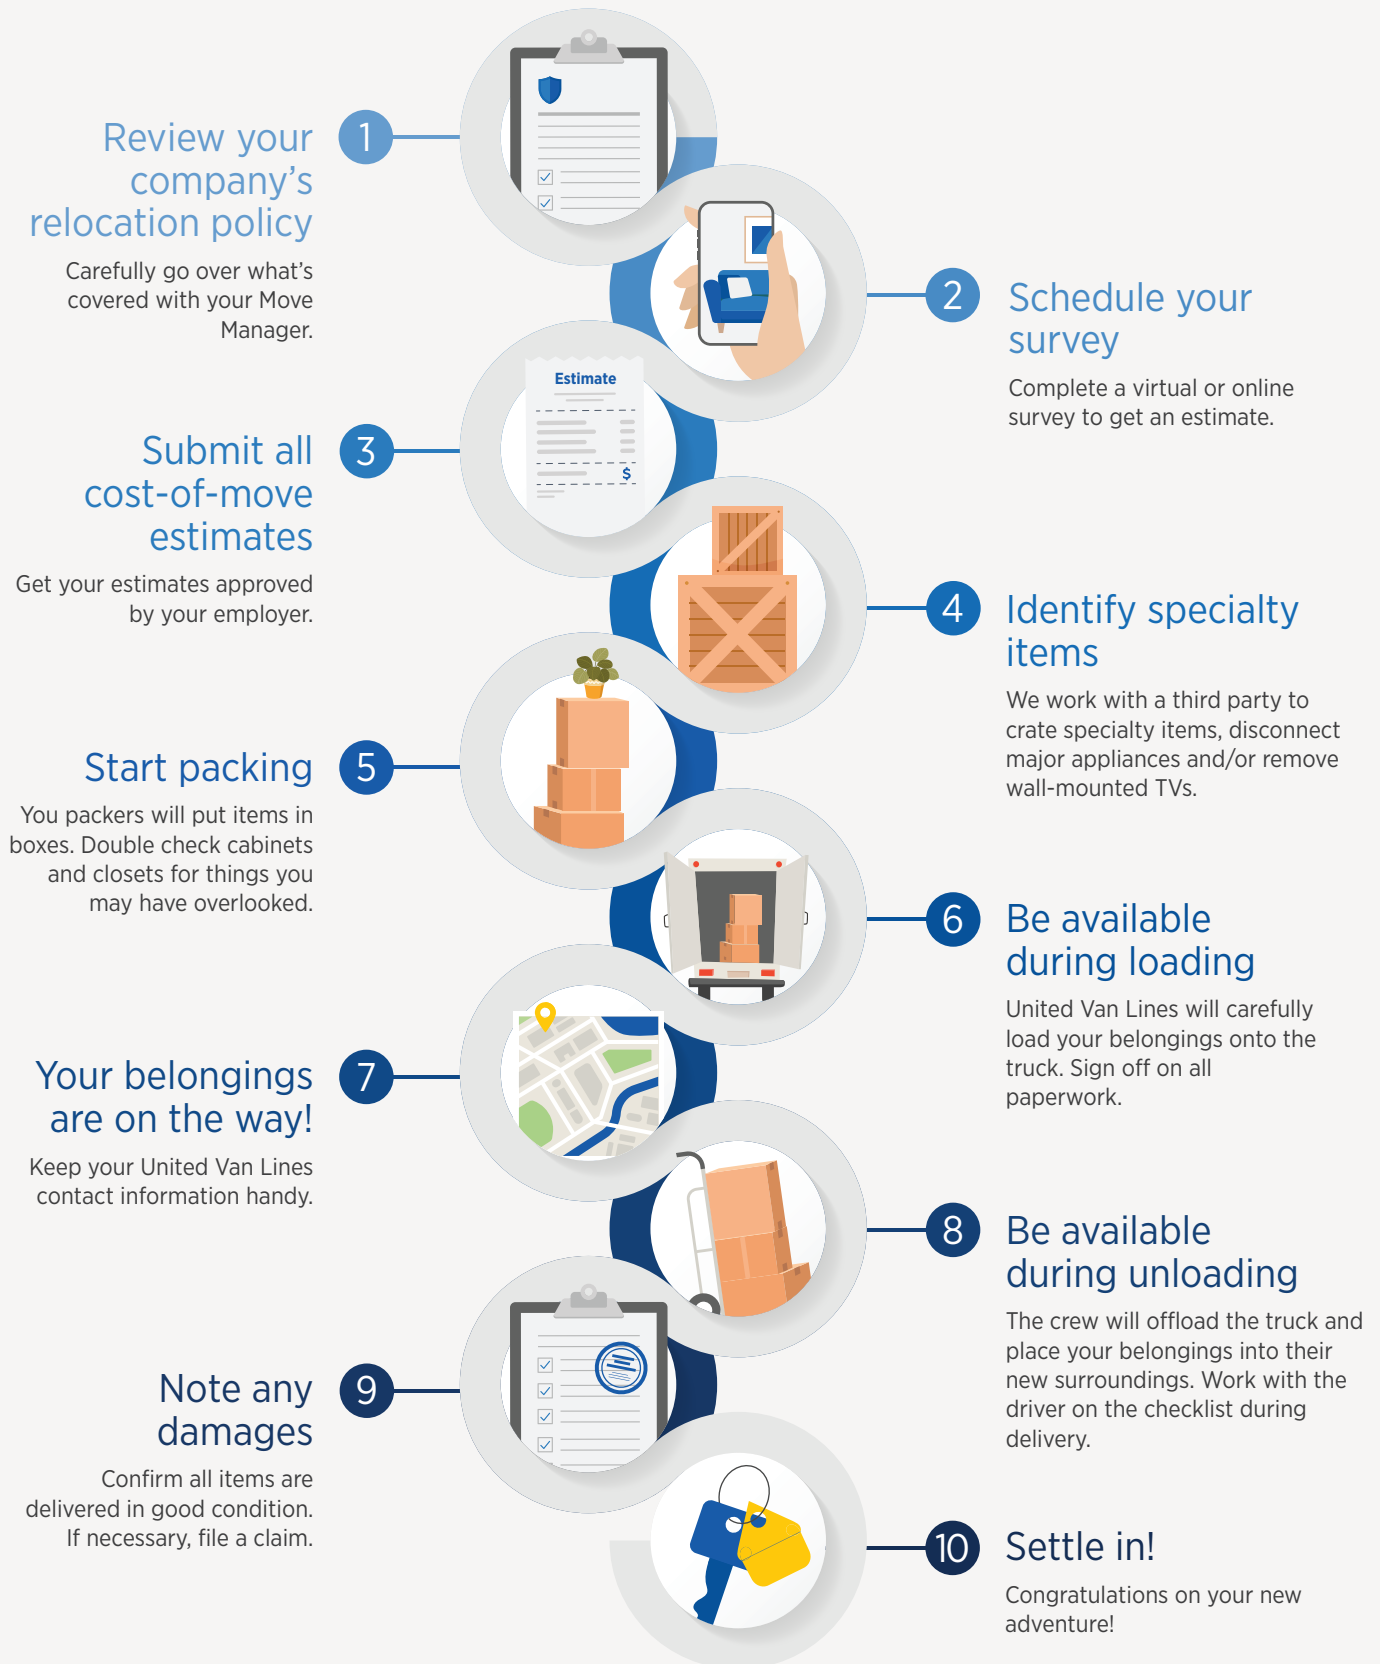 1
Review your
company’s
relocation policy
Carefully go over what’s
covered with your Move
Manager.
2
Schedule your
survey
Complete a virtual or online
survey to get an estimate.
Estimate
$
3
Submit all
cost-of-move
estimates
Get your estimates approved
by your employer.
4
Identify specialty
items
We work with a third party to
crate specialty items, disconnect
major appliances and/or remove
wall-mounted TVs.
5
Start packing
You packers will put items in
boxes. Double check cabinets
and closets for things you
may have overlooked.
6
Be available
during loading
United Van Lines will carefully
load your belongings onto the
truck. Sign off on all
paperwork.
7
Your belongings
are on the way!
Keep your United Van Lines
contact information handy.
8
Be available
during unloading
The crew will offload the truck and
place your belongings into their
new surroundings. Work with the
driver on the checklist during
delivery.
9
Note any
damages
Confirm all items are
delivered in good condition.
If necessary, file a claim.
10
Settle in!
Congratulations on your new
adventure!